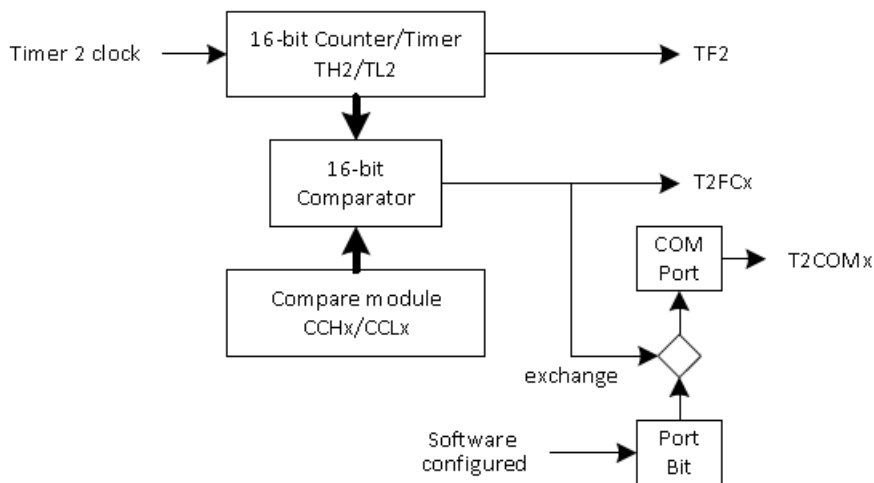 Timer 2 clock
16-bit Counter/Timer
TH2/TL2
TF2
16-bit
Comparator
T2FCx
COM
Port
T2COMx
Compare module
CCHx/CCLx
exchange
Software
configured
Port
Bit